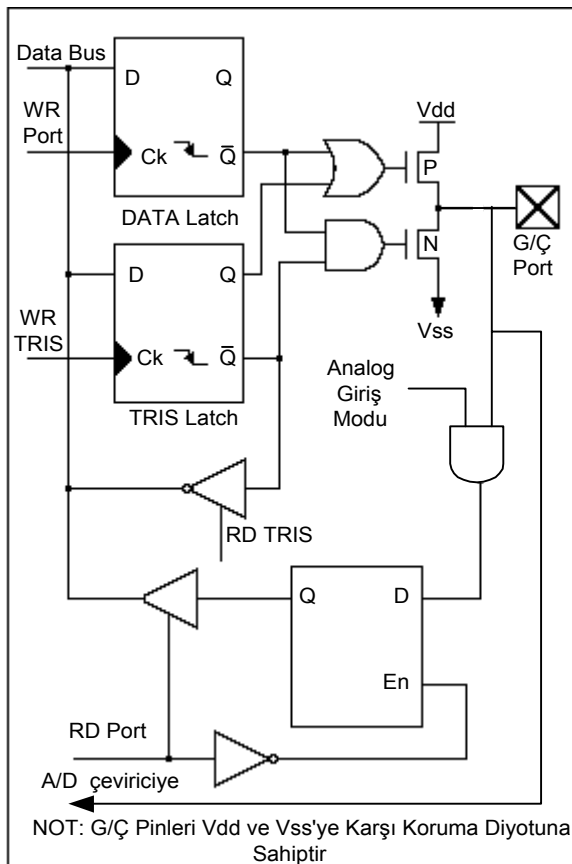 Data Bus
D
Q
WR
Port
Ck
Q̅
Vdd
P
DATA Latch
G/Ç
Port
N
D
Q
WR
TRIS
Ck
Q̅
Vss
TRIS Latch
Analog
Giriş
Modu
RD TRIS
Q
D
En
RD Port
A/D çeviriciye
NOT: G/Ç Pinleri Vdd ve Vss'ye Karşı Koruma Diyotuna
Sahiptir